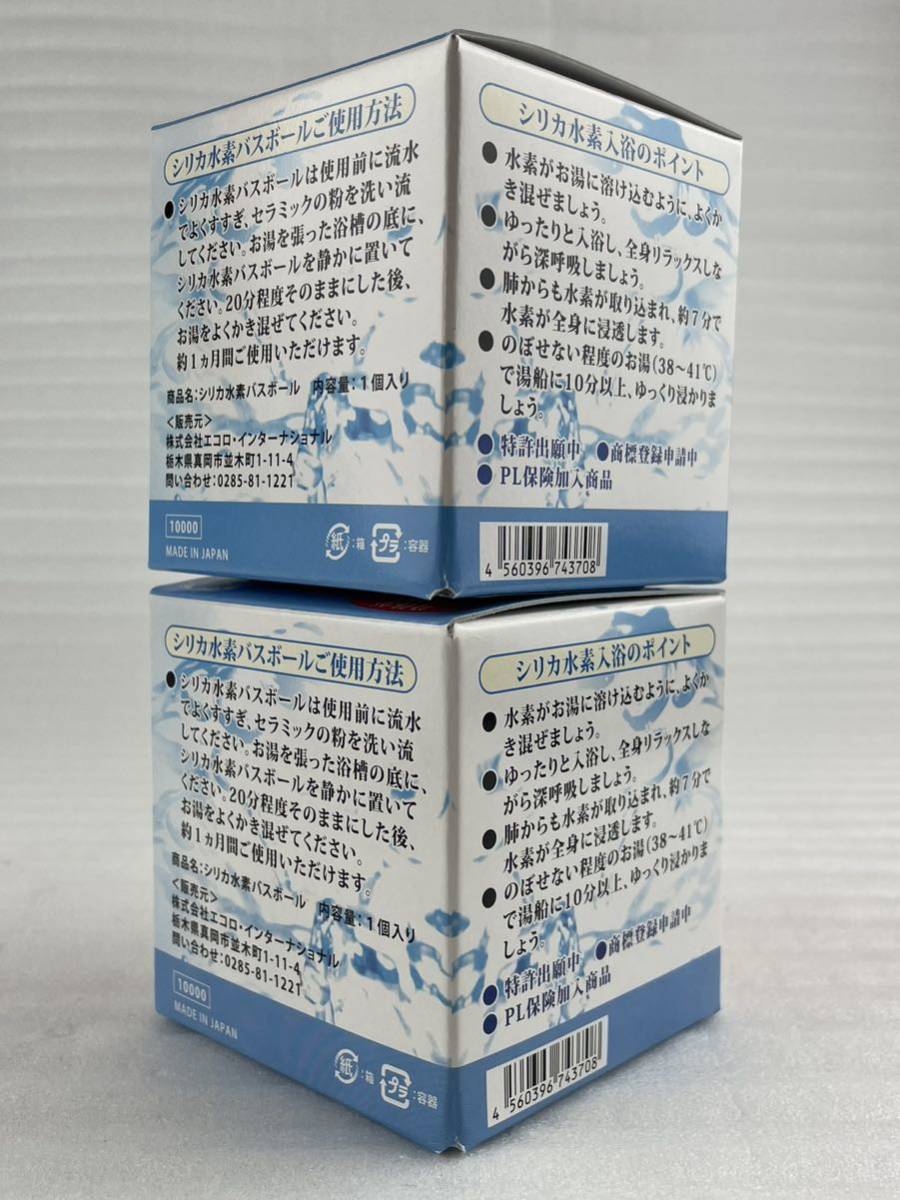 シリカ水素バスボールご使用方法
● シリカ水素バスボールは使用前に流水
でよくすすぎ、セラミックの粉を洗い流
してください。お湯を張った浴槽の底に、
シリカ水素バスボールを静かに置いて
ください。20分程度そのままにした後、
お湯をよくかき混ぜてください。
約1ヵ月間ご使用いただけます。
商品名:シリカ水素バスボール 内容量:1個入り
<販売元>
株式会社エコロ・インターナショナル
栃木県真岡市並木町1-11-4
問い合わせ:0285-81-1221
10000
MADE IN JAPAN
紙 :箱 プラ :容器
シリカ水素入浴のポイント
● 水素がお湯に溶け込むように、よくか
き混ぜましょう。
● ゆったりと入浴し、全身リラックスしな
がら深呼吸しましょう。
● 肺からも水素が取り込まれ、約7分で
水素が全身に浸透します。
● のぼせない程度のお湯(38〜41℃)
で湯船に10分以上、ゆっくり浸かりま
しょう。
● 特許出願中 ●商標登録申請中
● PL保険加入商品
4 560396 743708
シリカ水素バスボールご使用方法
● シリカ水素バスボールは使用前に流水
でよくすすぎ、セラミックの粉を洗い流
してください。お湯を張った浴槽の底に、
シリカ水素バスボールを静かに置いて
ください。20分程度そのままにした後、
お湯をよくかき混ぜてください。
約1ヵ月間ご使用いただけます。
商品名:シリカ水素バスボール 内容量:1個入り
<販売元>
株式会社エコロ・インターナショナル
栃木県真岡市並木町1-11-4
問い合わせ:0285-81-1221
10000
MADE IN JAPAN
紙 :箱 プラ :容器
シリカ水素入浴のポイント
● 水素がお湯に溶け込むように、よくか
き混ぜましょう。
● ゆったりと入浴し、全身リラックスしな
がら深呼吸しましょう。
● 肺からも水素が取り込まれ、約7分で
水素が全身に浸透します。
● のぼせない程度のお湯(38〜41℃)
で湯船に10分以上、ゆっくり浸かりま
しょう。
● 特許出願中 ●商標登録申請中
● PL保険加入商品
4 560396 743708